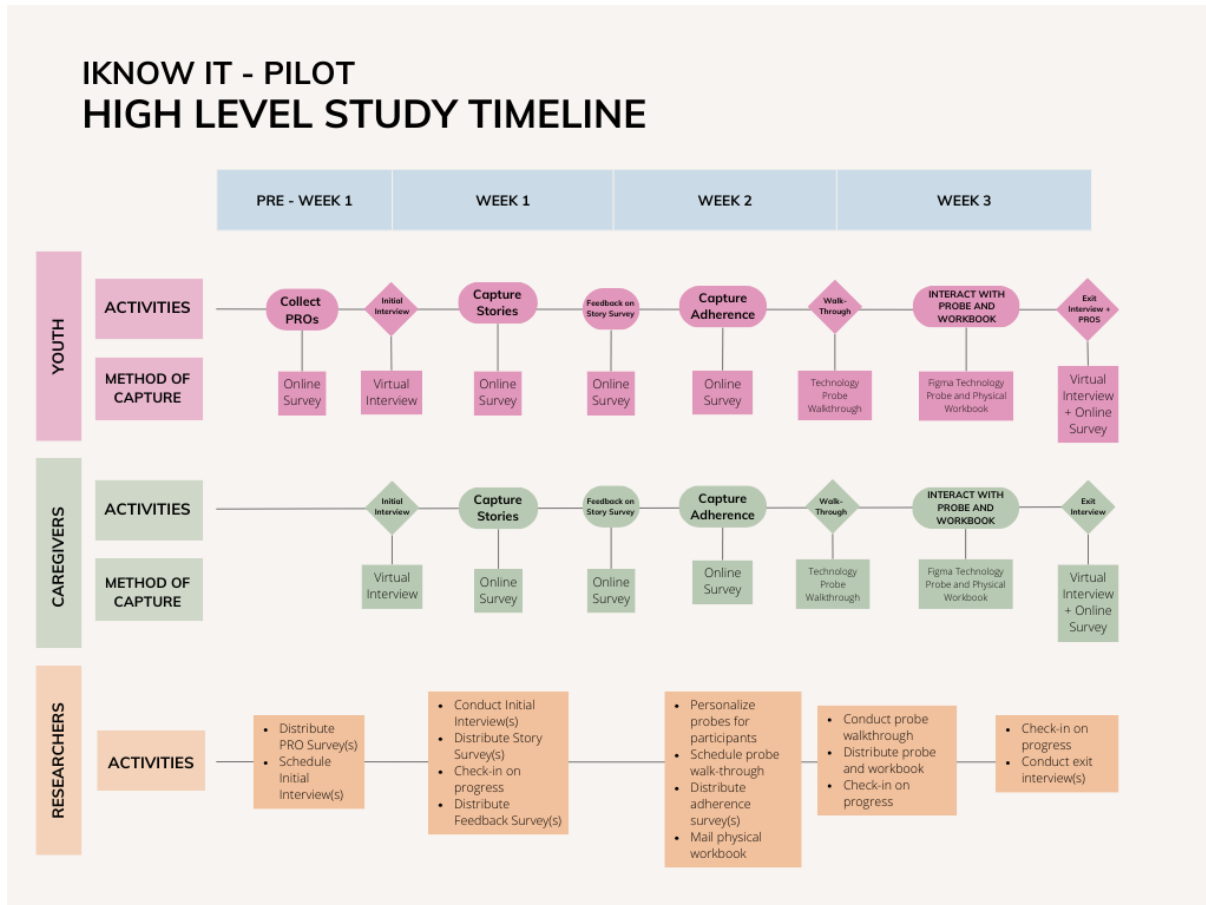 IKNOW IT - PILOT
HIGH LEVEL STUDY TIMELINE
PRE - WEEK 1
WEEK 1
WEEK 2
WEEK 3
YOUTH
ACTIVITIES
Collect
PROs
Initial
Interview
Capture
Stories
Feedback on
Story Survey
Capture
Adherence
Walk-
Through
INTERACT WITH
PROBE AND
WORKBOOK
Exit
Interview +
PROS
METHOD OF
CAPTURE
Online
Survey
Virtual
Interview
Online
Survey
Online
Survey
Online
Survey
Technology
Probe
Walkthrough
Figma Technology
Probe and Physical
Workbook
Virtual
Interview
+ Online
Survey
CAREGIVERS
ACTIVITIES
Initial
Interview
Capture
Stories
Feedback on
Story Survey
Capture
Adherence
Walk-
Through
INTERACT WITH
PROBE AND
WORKBOOK
Exit
Interview
METHOD OF
CAPTURE
Virtual
Interview
Online
Survey
Online
Survey
Online
Survey
Technology
Probe
Walkthrough
Figma Technology
Probe and Physical
Workbook
Virtual
Interview
+ Online
Survey
RESEARCHERS
ACTIVITIES
• Distribute
PRO Survey(s)
• Schedule
Initial
Interview(s)
• Conduct Initial
Interview(s)
• Distribute Story
Survey(s)
• Check-in on
progress
• Distribute
Feedback Survey(s)
• Personalize
probes for
participants
• Schedule probe
walk-through
• Distribute
adherence
survey(s)
• Mail physical
workbook
• Conduct probe
walkthrough
• Distribute probe
and workbook
• Check-in on
progress
• Check-in on
progress
• Conduct exit
interview(s)